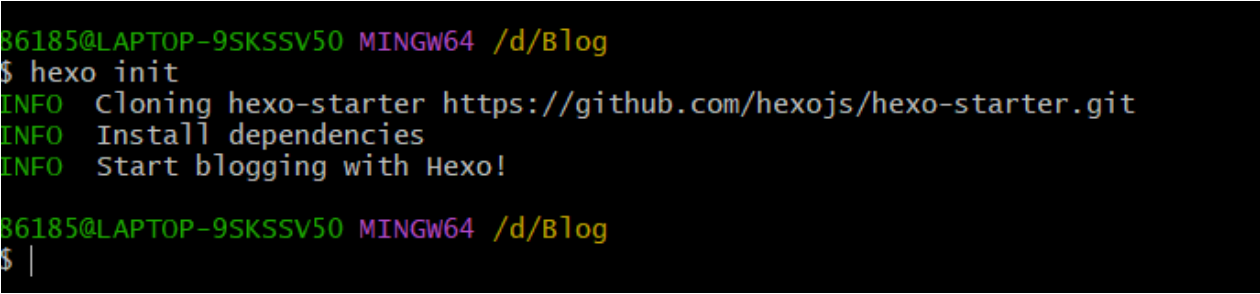 86185@LAPTOP-9SKSSV50 MINGW64 /d/Blog
$ hexo init
INFO  Cloning hexo-starter https://github.com/hexojs/hexo-starter.git
INFO  Install dependencies
INFO  Start blogging with Hexo!
86185@LAPTOP-9SKSSV50 MINGW64 /d/Blog
$